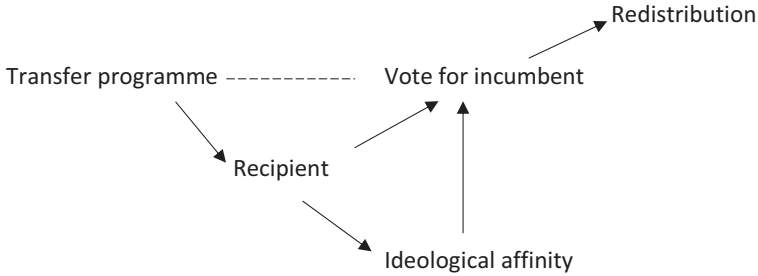 Redistribution
Transfer programme
Vote for incumbent
Recipient
Ideological affinity